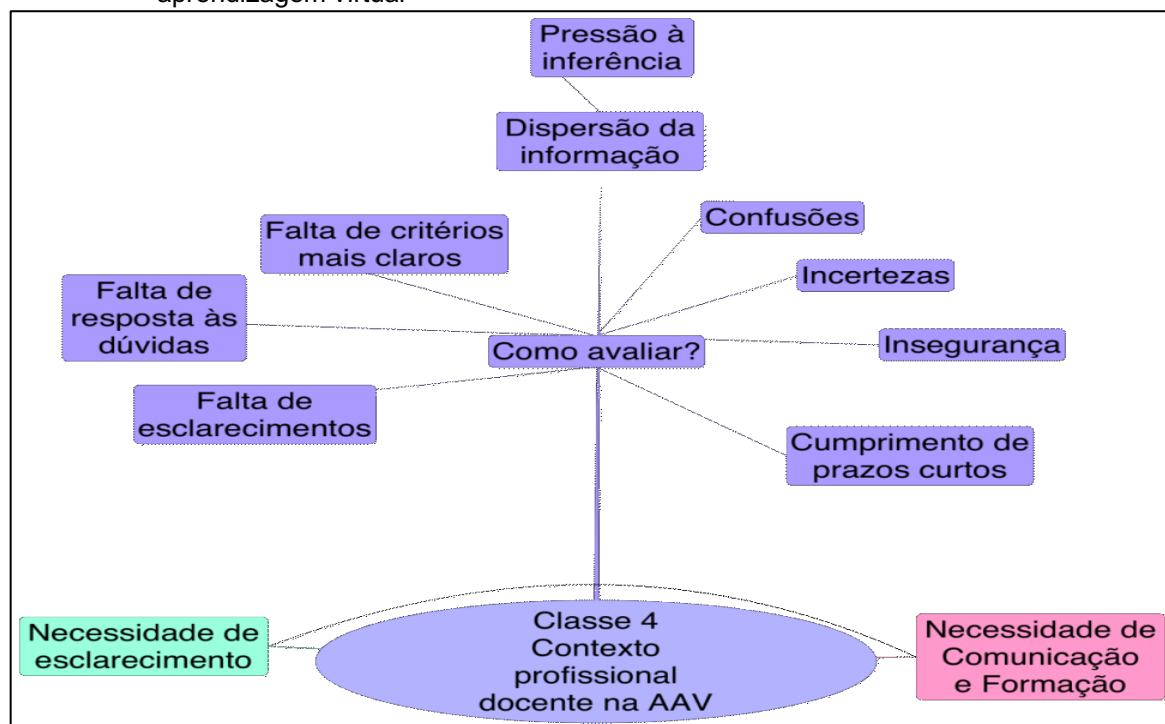 aprendizagem virtual
Pressão à
inferência
Dispersão da
informação
Confusões
Falta de critérios
mais claros
Incertezas
Falta de
resposta às
dúvidas
Como avaliar?
Insegurança
Falta de
esclarecimentos
Cumprimento de
prazos curtos
Necessidade de
esclarecimento
Classe 4
Contexto
profissional
docente na AAV
Necessidade de
Comunicação
e Formação